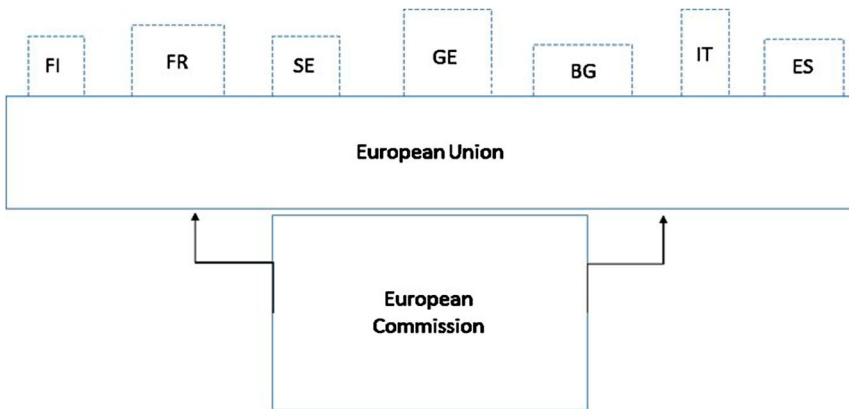 FI
FR
SE
GE
BG
IT
ES
European Union
European
Commission